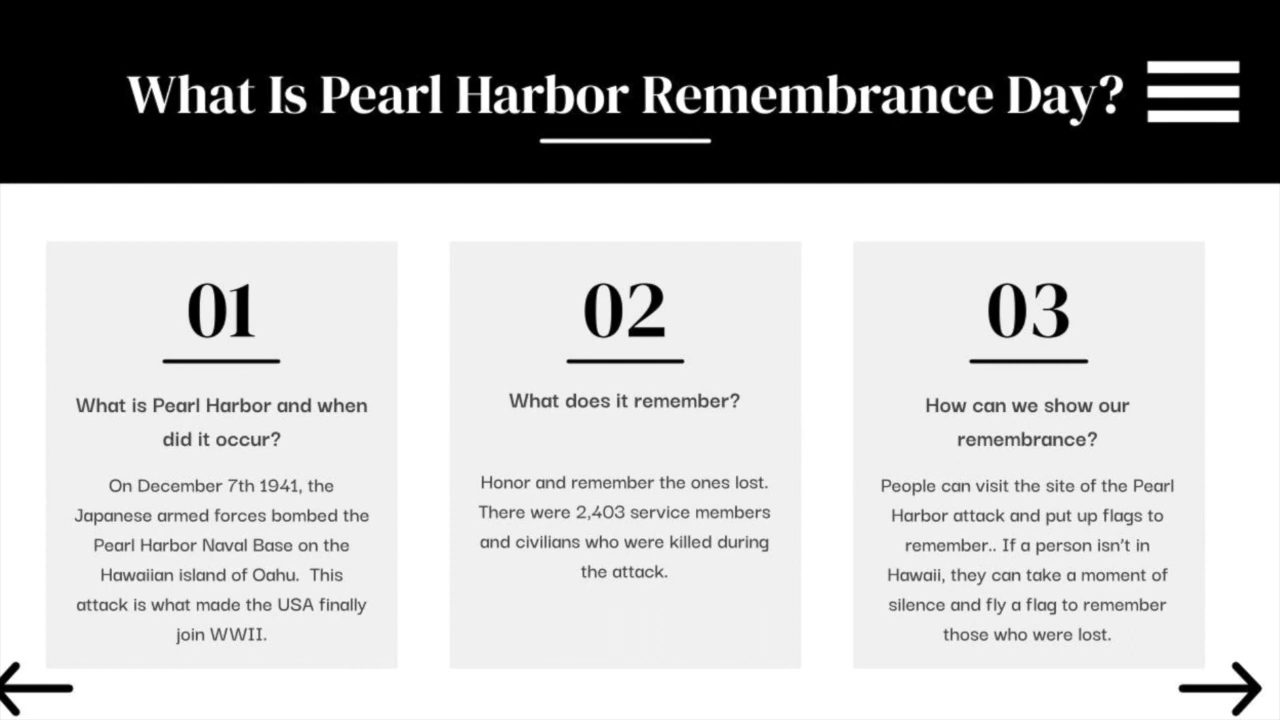 What Is Pearl Harbor Remembrance Day?
01
What is Pearl Harbor and when
did it occur?
On December 7th 1941, the
Japanese armed forces bombed the
Pearl Harbor Naval Base on the
Hawaiian island of Oahu.  This
attack is what made the USA finally
join WWII.
02
What does it remember?
Honor and remember the ones lost.
There were 2,403 service members
and civilians who were killed during
the attack.
03
How can we show our
remembrance?
People can visit the site of the Pearl
Harbor attack and put up flags to
remember.. If a person isn't in
Hawaii, they can take a moment of
silence and fly a flag to remember
those who were lost.